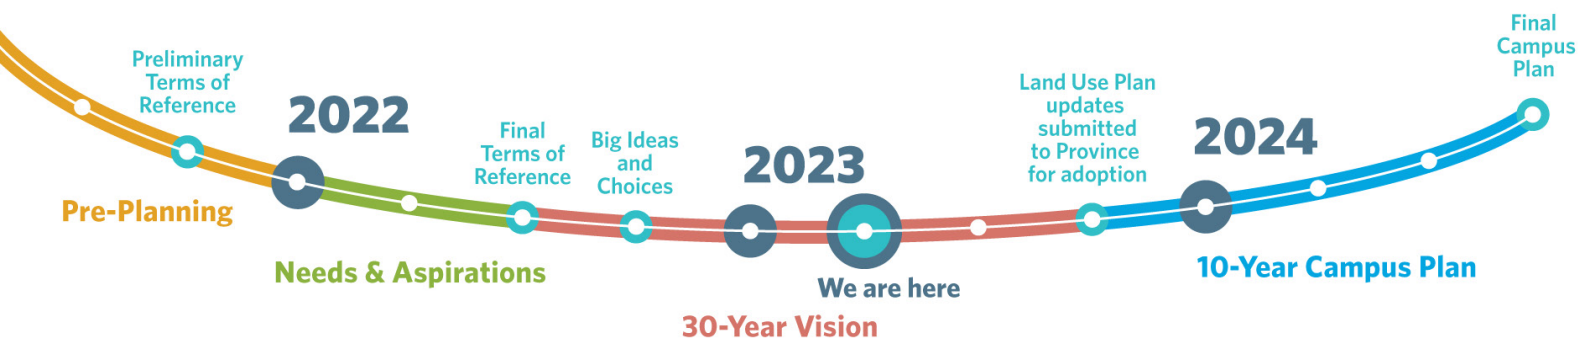 Preliminary
Terms of
Reference
2022
Pre-Planning
Needs & Aspirations
Final
Terms of
Reference
Big Ideas
and
Choices
2023
We are here
30-Year Vision
Land Use Plan
updates
submitted
to Province
for adoption
2024
10-Year Campus Plan
Final
Campus
Plan